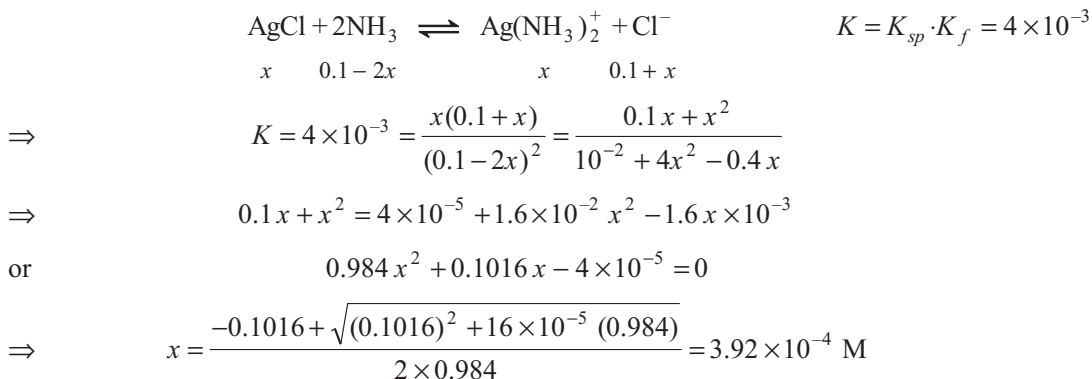 AgCl + 2NH₃ ⇌ Ag(NH₃)₂⁺ + Cl⁻    K = Kₛₚ·K_f = 4 × 10⁻³
x    0.1 − 2x    x    0.1 + x
⇒ K = 4 × 10⁻³ = x(0.1 + x)/(0.1 − 2x)² = (0.1x + x²)/(10⁻² + 4x² − 0.4x)
⇒ 0.1x + x² = 4 × 10⁻⁵ + 1.6 × 10⁻² x² − 1.6x × 10⁻³
or 0.984x² + 0.1016x − 4 × 10⁻⁵ = 0
⇒ x = (−0.1016 + √((0.1016)² + 16 × 10⁻⁵ (0.984)))/(2 × 0.984) = 3.92 × 10⁻⁴ M